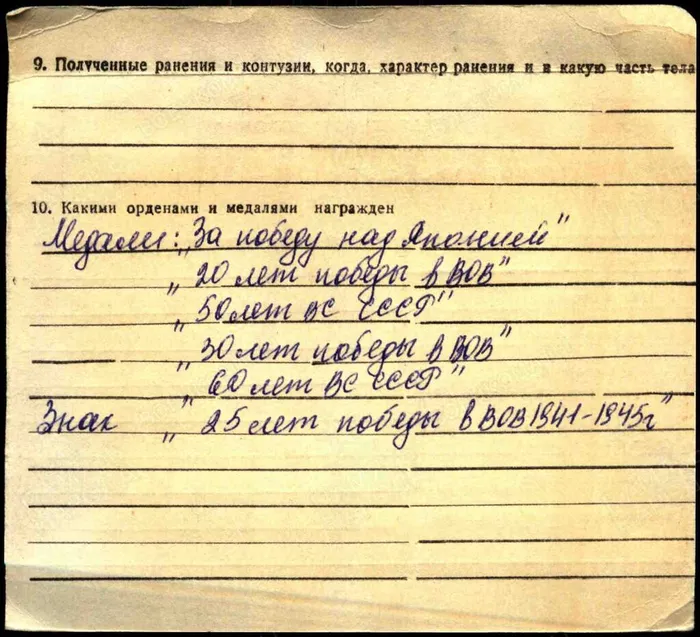 9. Полученные ранения и контузии, когда, характер ранения и в какую часть тела
10. Какими орденами и медалями награжден
Медали: „За победу над Японией"
„20 лет победы в ВОВ"
„50 лет ВС СССР"
„30 лет победы в ВОВ"
„60 лет ВС СССР"
Знак „25 лет победы в ВОВ 1941-1945г"